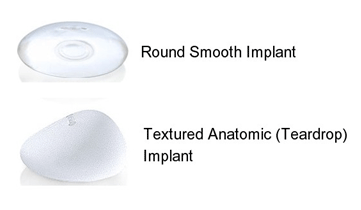 Round Smooth Implant
Textured Anatomic (Teardrop)
Implant